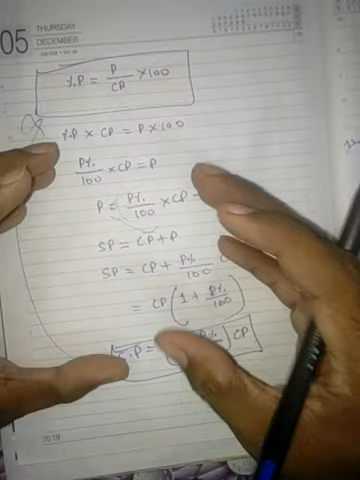 05 THURSDAY
DECEMBER
%P = P/CP × 100
%P × CP = P × 100
P%/100 × CP = P
P = P%/100 × CP
SP = CP + P
SP = CP + P%/100
= CP (1 + P%/100)
.P =
CP
2019